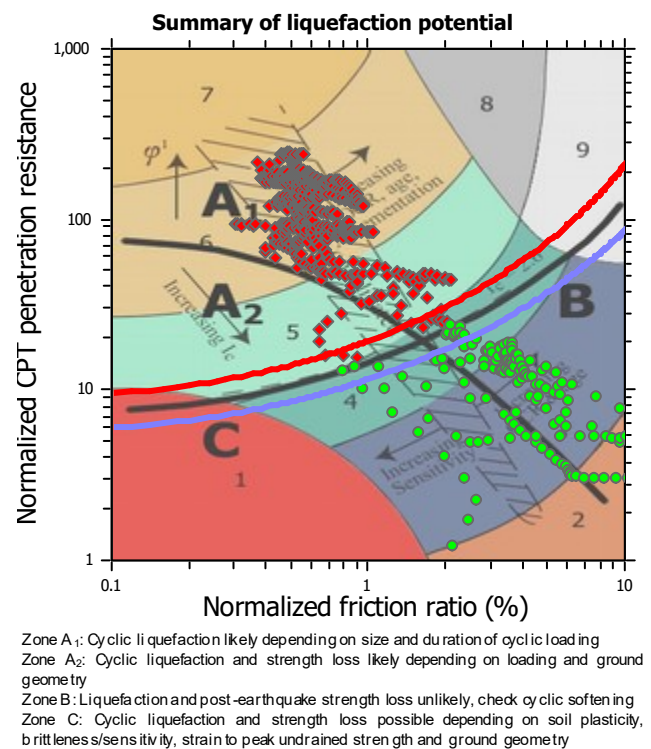 Summary of liquefaction potential
1,000
7
8
9
φ'
Increasing
age,
cementation
A1
100
6
A2
Increasing Ic
5
B
Normalized CPT penetration resistance
10
4
C
Increasing
Sensitivity
1
2
1
0.1
1
10
Normalized friction ratio (%)
Zone A1: Cyclic liquefaction likely depending on size and duration of cyclic loading
Zone A2: Cyclic liquefaction and strength loss likely depending on loading and ground
geometry
Zone B: Liquefaction and post-earthquake strength loss unlikely, check cyclic softening
Zone C: Cyclic liquefaction and strength loss possible depending on soil plasticity,
brittleness/sensitivity, strain to peak undrained strength and ground geometry